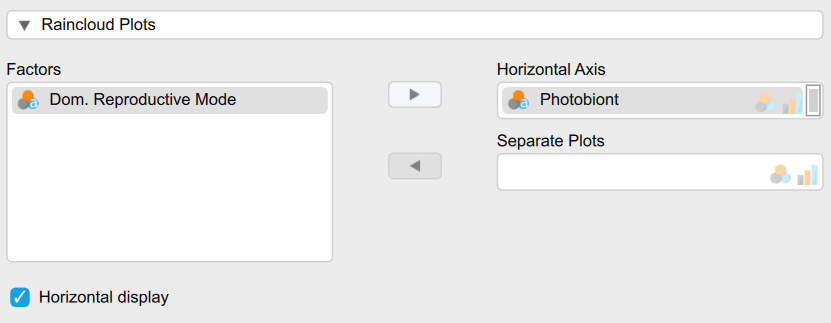 Raincloud Plots
Factors
Horizontal Axis
Dom. Reproductive Mode
Photobiont
Separate Plots
Horizontal display